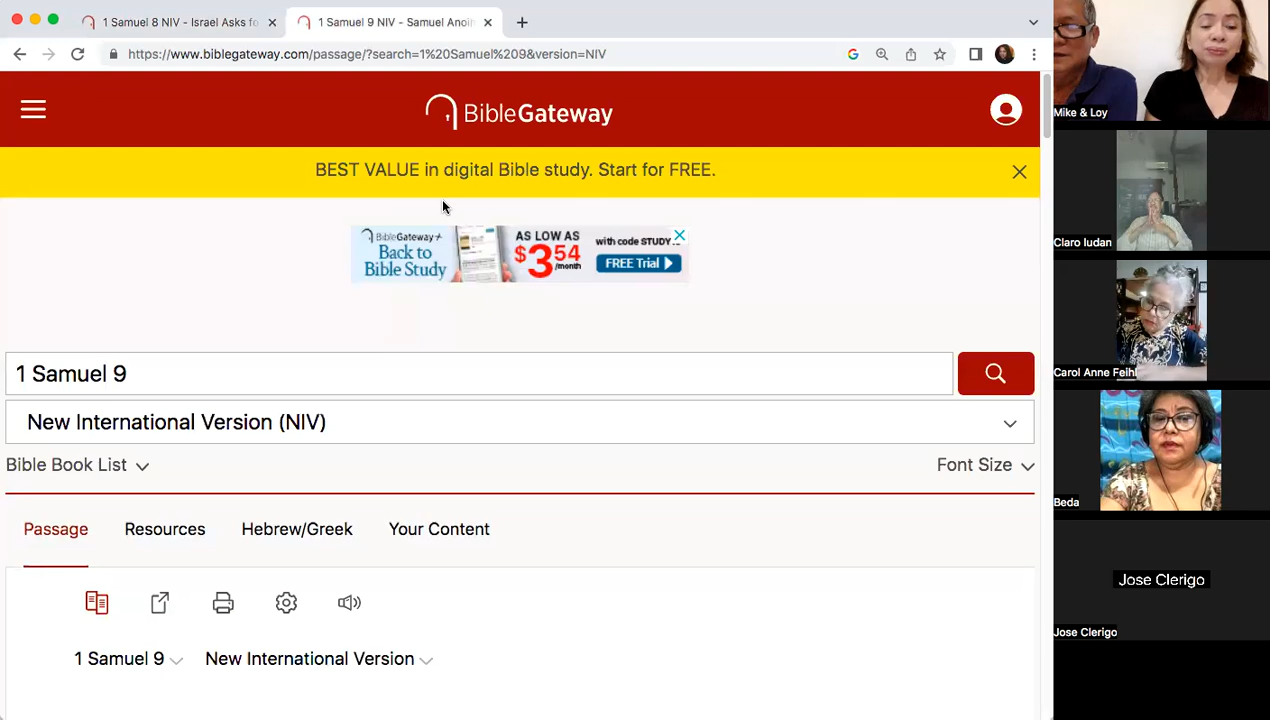 1 Samuel 8 NIV - Israel Asks fo
1 Samuel 9 NIV - Samuel Anoin
https://www.biblegateway.com/passage/?search=1%20Samuel%209&version=NIV
BibleGateway
BEST VALUE in digital Bible study. Start for FREE.
BibleGateway+
Back to
Bible Study
AS LOW AS
$3.54
/month
with code STUDY
FREE Trial
1 Samuel 9
New International Version (NIV)
Bible Book List
Font Size
Passage
Resources
Hebrew/Greek
Your Content
1 Samuel 9
New International Version
Mike & Loy
Claro Iudan
Carol Anne Feihl
Beda
Jose Clerigo
Jose Clerigo